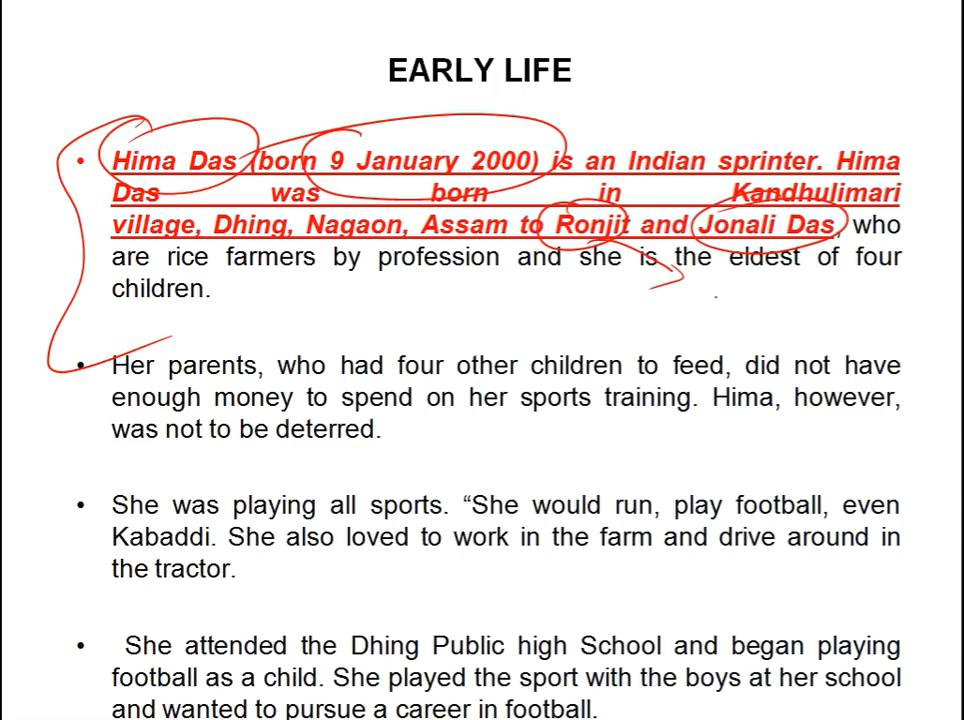 EARLY LIFE
• Hima Das (born 9 January 2000) is an Indian sprinter. Hima
Das was born in Kandhulimari
village, Dhing, Nagaon, Assam to Ronjit and Jonali Das, who
are rice farmers by profession and she is the eldest of four
children.
• Her parents, who had four other children to feed, did not have
enough money to spend on her sports training. Hima, however,
was not to be deterred.
• She was playing all sports. “She would run, play football, even
Kabaddi. She also loved to work in the farm and drive around in
the tractor.
• She attended the Dhing Public high School and began playing
football as a child. She played the sport with the boys at her school
and wanted to pursue a career in football.